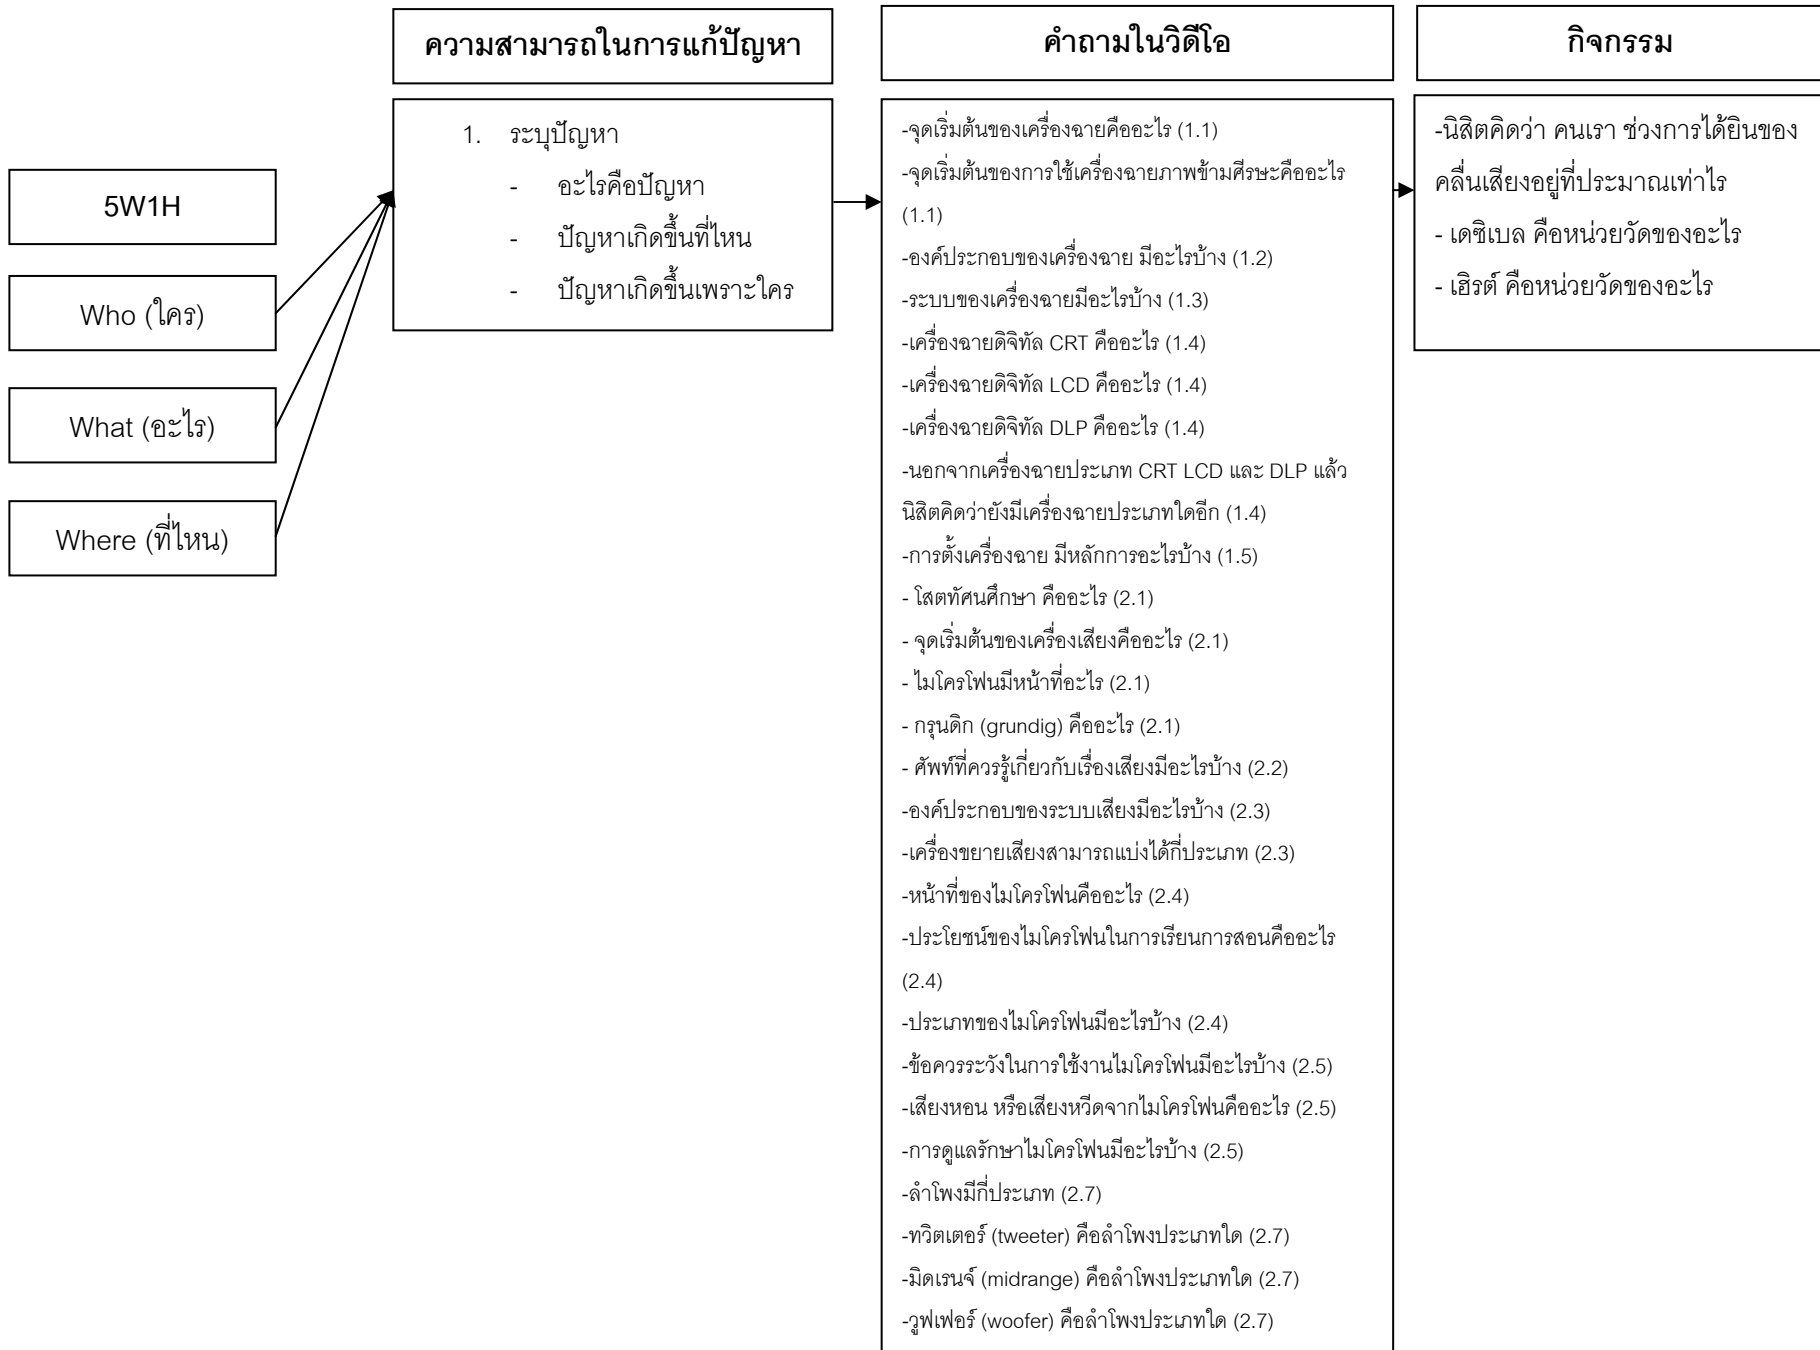 ความสามารถในการแก้ปัญหา
คำถามในวิดีโอ
กิจกรรม
5W1H
Who (ใคร)
What (อะไร)
Where (ที่ไหน)
1. ระบุปัญหา
- อะไรคือปัญหา
- ปัญหาเกิดขึ้นที่ไหน
- ปัญหาเกิดขึ้นเพราะใคร
-จุดเริ่มต้นของเครื่องฉายคืออะไร (1.1)
-จุดเริ่มต้นของการใช้เครื่องฉายภาพข้ามศีรษะคืออะไร
(1.1)
-องค์ประกอบของเครื่องฉาย มีอะไรบ้าง (1.2)
-ระบบของเครื่องฉายมีอะไรบ้าง (1.3)
-เครื่องฉายดิจิทัล CRT คืออะไร (1.4)
-เครื่องฉายดิจิทัล LCD คืออะไร (1.4)
-เครื่องฉายดิจิทัล DLP คืออะไร (1.4)
-นอกจากเครื่องฉายประเภท CRT LCD และ DLP แล้ว
นิสิตคิดว่ายังมีเครื่องฉายประเภทใดอีก (1.4)
-การตั้งเครื่องฉาย มีหลักการอะไรบ้าง (1.5)
- โสตทัศนศึกษา คืออะไร (2.1)
- จุดเริ่มต้นของเครื่องเสียงคืออะไร (2.1)
- ไมโครโฟนมีหน้าที่อะไร (2.1)
- กรุนดิก (grundig) คืออะไร (2.1)
- ศัพท์ที่ควรรู้เกี่ยวกับเรื่องเสียงมีอะไรบ้าง (2.2)
-องค์ประกอบของระบบเสียงมีอะไรบ้าง (2.3)
-เครื่องขยายเสียงสามารถแบ่งได้กี่ประเภท (2.3)
-หน้าที่ของไมโครโฟนคืออะไร (2.4)
-ประโยชน์ของไมโครโฟนในการเรียนการสอนคืออะไร
(2.4)
-ประเภทของไมโครโฟนมีอะไรบ้าง (2.4)
-ข้อควรระวังในการใช้งานไมโครโฟนมีอะไรบ้าง (2.5)
-เสียงหอน หรือเสียงหวีดจากไมโครโฟนคืออะไร (2.5)
-การดูแลรักษาไมโครโฟนมีอะไรบ้าง (2.5)
-ลำโพงมีกี่ประเภท (2.7)
-ทวิตเตอร์ (tweeter) คือลำโพงประเภทใด (2.7)
-มิดเรนจ์ (midrange) คือลำโพงประเภทใด (2.7)
-วูฟเฟอร์ (woofer) คือลำโพงประเภทใด (2.7)
-นิสิตคิดว่า คนเรา ช่วงการได้ยินของ
คลื่นเสียงอยู่ที่ประมาณเท่าไร
- เดซิเบล คือหน่วยวัดของอะไร
- เฮิรต์ คือหน่วยวัดของอะไร